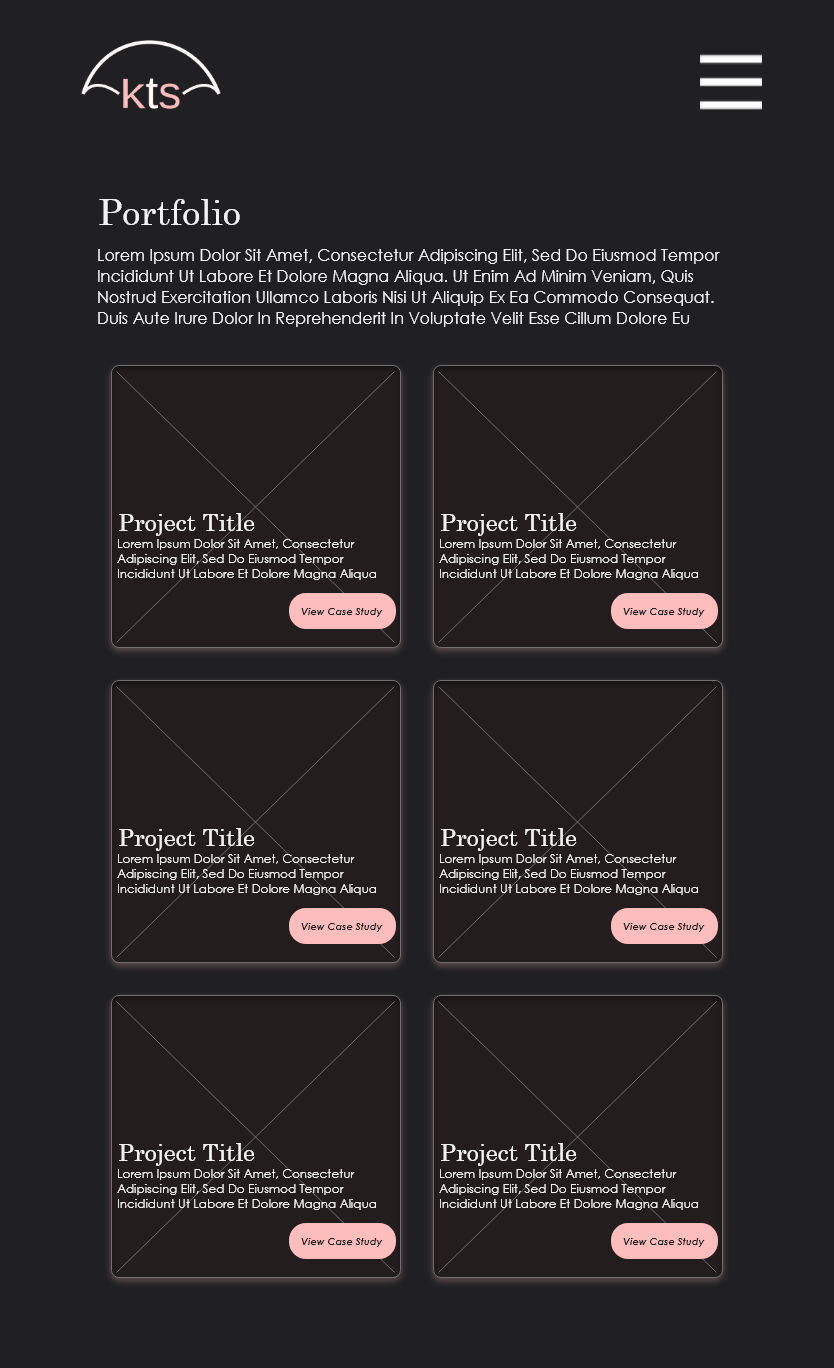 kts
Portfolio
Lorem Ipsum Dolor Sit Amet, Consectetur Adipiscing Elit, Sed Do Eiusmod Tempor
Incididunt Ut Labore Et Dolore Magna Aliqua. Ut Enim Ad Minim Veniam, Quis
Nostrud Exercitation Ullamco Laboris Nisi Ut Aliquip Ex Ea Commodo Consequat.
Duis Aute Irure Dolor In Reprehenderit In Voluptate Velit Esse Cillum Dolore Eu
Project Title
Lorem Ipsum Dolor Sit Amet, Consectetur
Adipiscing Elit, Sed Do Eiusmod Tempor
Incididunt Ut Labore Et Dolore Magna Aliqua
View Case Study
Project Title
Lorem Ipsum Dolor Sit Amet, Consectetur
Adipiscing Elit, Sed Do Eiusmod Tempor
Incididunt Ut Labore Et Dolore Magna Aliqua
View Case Study
Project Title
Lorem Ipsum Dolor Sit Amet, Consectetur
Adipiscing Elit, Sed Do Eiusmod Tempor
Incididunt Ut Labore Et Dolore Magna Aliqua
View Case Study
Project Title
Lorem Ipsum Dolor Sit Amet, Consectetur
Adipiscing Elit, Sed Do Eiusmod Tempor
Incididunt Ut Labore Et Dolore Magna Aliqua
View Case Study
Project Title
Lorem Ipsum Dolor Sit Amet, Consectetur
Adipiscing Elit, Sed Do Eiusmod Tempor
Incididunt Ut Labore Et Dolore Magna Aliqua
View Case Study
Project Title
Lorem Ipsum Dolor Sit Amet, Consectetur
Adipiscing Elit, Sed Do Eiusmod Tempor
Incididunt Ut Labore Et Dolore Magna Aliqua
View Case Study